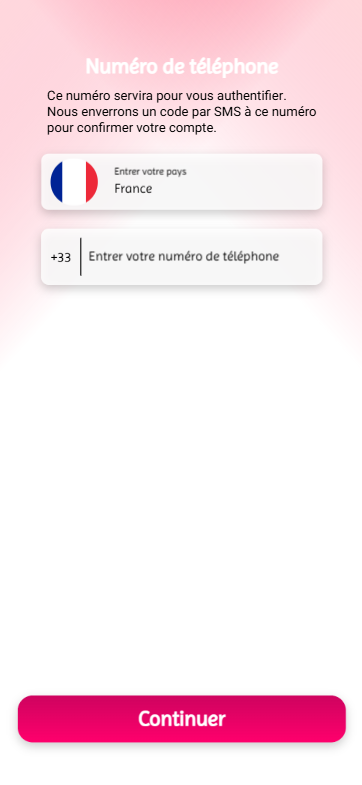 Numéro de téléphone
Ce numéro servira pour vous authentifier.
Nous enverrons un code par SMS à ce numéro
pour confirmer votre compte.
Entrer votre pays
France
+33 Entrer votre numéro de téléphone
Continuer